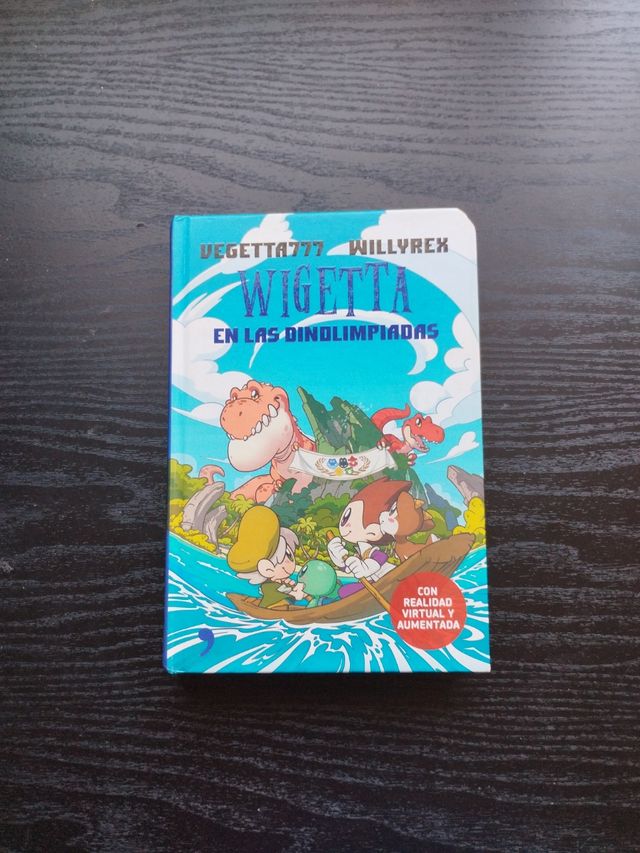 VEGETTA777 WILLYREX
WIGETTA
EN LAS DINOLIMPIADAS
CON
REALIDAD
VIRTUAL Y
AUMENTADA